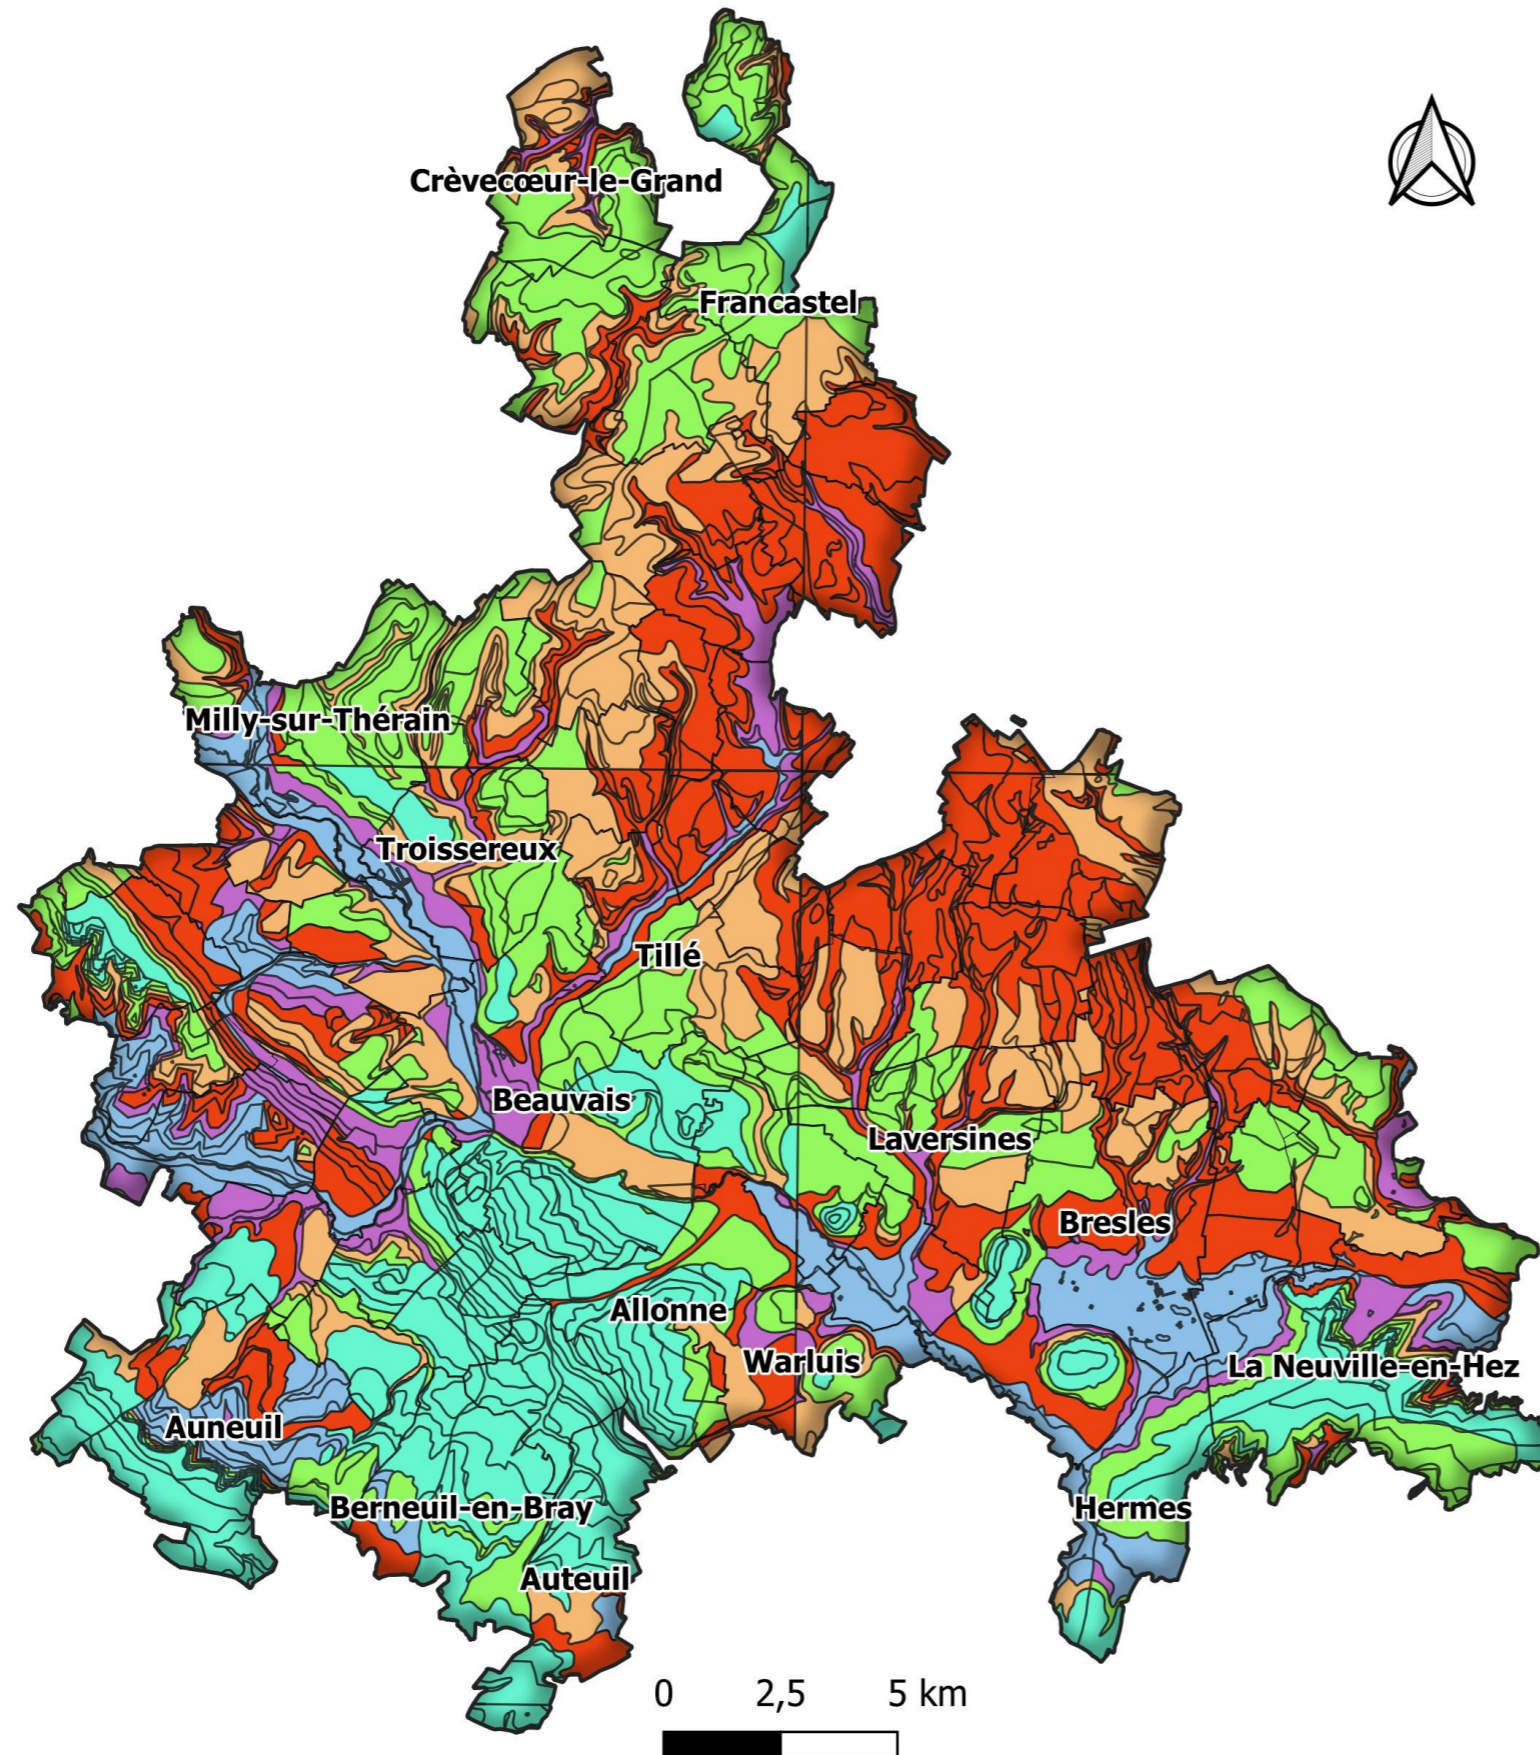 Crèvecœur-le-Grand
Francastel
Milly-sur-Thérain
Troissereux
Tillé
Beauvais
Laversines
Bresles
Allonne
Warluis
La Neuville-en-Hez
Auneuil
Berneuil-en-Bray
Hermes
Auteuil
0 2,5 5 km